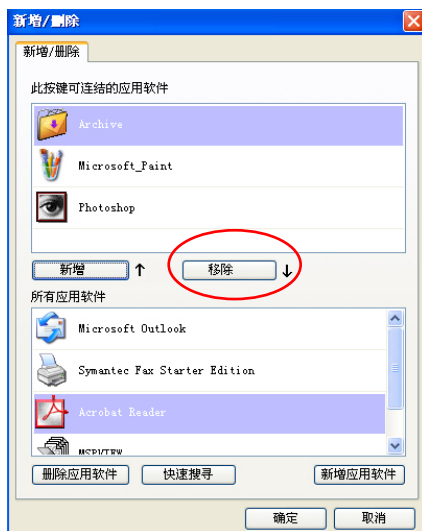 新增/删除
新增/删除
此按键可连结的应用软件
Archive
Microsoft_Paint
Photoshop
新增 ↑ 移除 ↓
所有应用软件
Microsoft Outlook
Symantec Fax Starter Edition
Acrobat Reader
MSPVIEW
删除应用软件 快速搜寻 新增应用软件
确定 取消